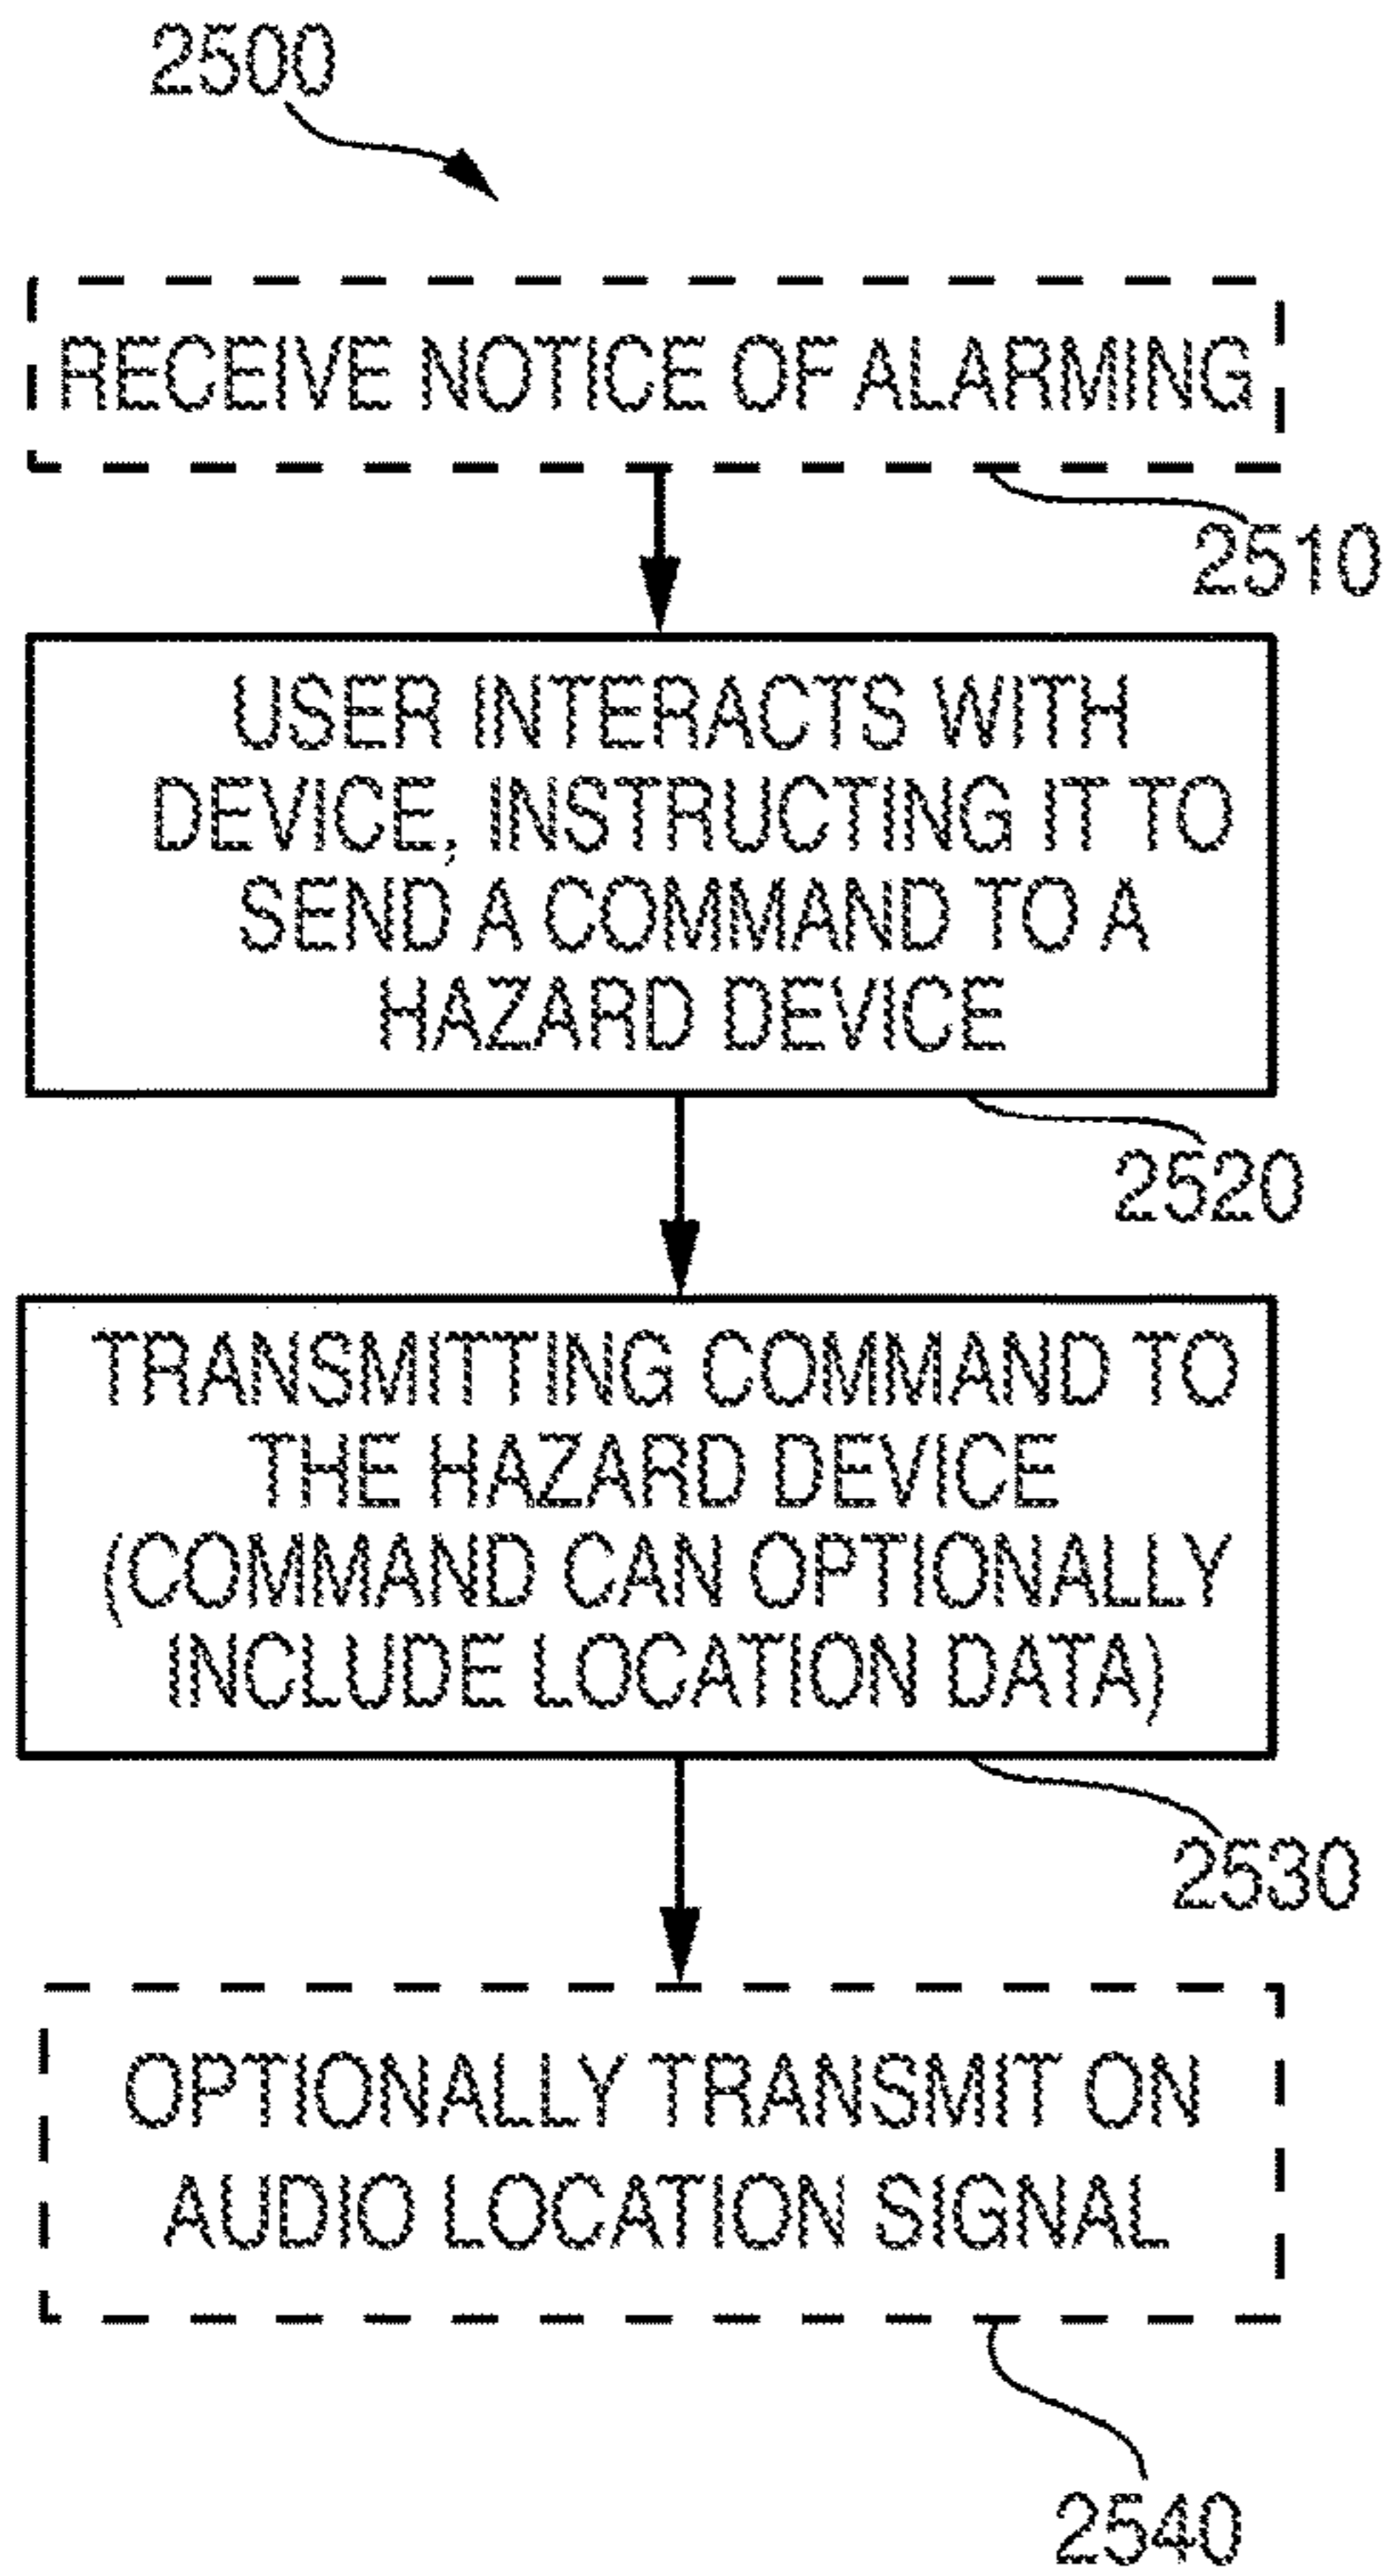 2500
RECEIVE NOTICE OF ALARMING
2510
USER INTERACTS WITH
DEVICE, INSTRUCTING IT TO
SEND A COMMAND TO A
HAZARD DEVICE
2520
TRANSMITTING COMMAND TO
THE HAZARD DEVICE
(COMMAND CAN OPTIONALLY
INCLUDE LOCATION DATA)
2530
OPTIONALLY TRANSMIT ON
AUDIO LOCATION SIGNAL
2540